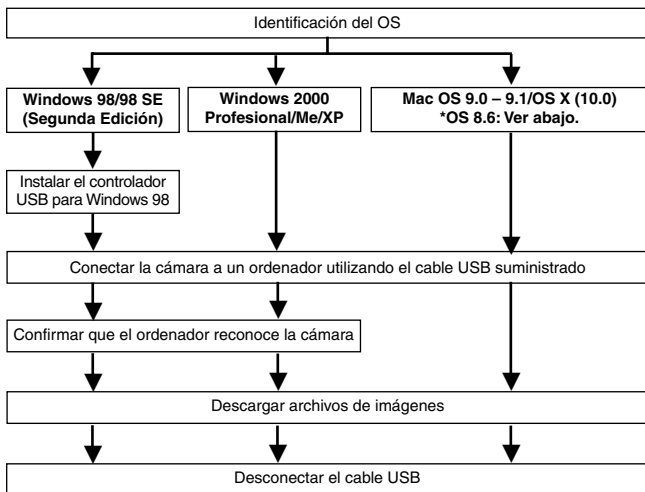 Identificación del OS
Windows 98/98 SE
(Segunda Edición)
Windows 2000
Profesional/Me/XP
Mac OS 9.0 – 9.1/OS X (10.0)
*OS 8.6: Ver abajo.
Instalar el controlador
USB para Windows 98
Conectar la cámara a un ordenador utilizando el cable USB suministrado
Confirmar que el ordenador reconoce la cámara
Descargar archivos de imágenes
Desconectar el cable USB